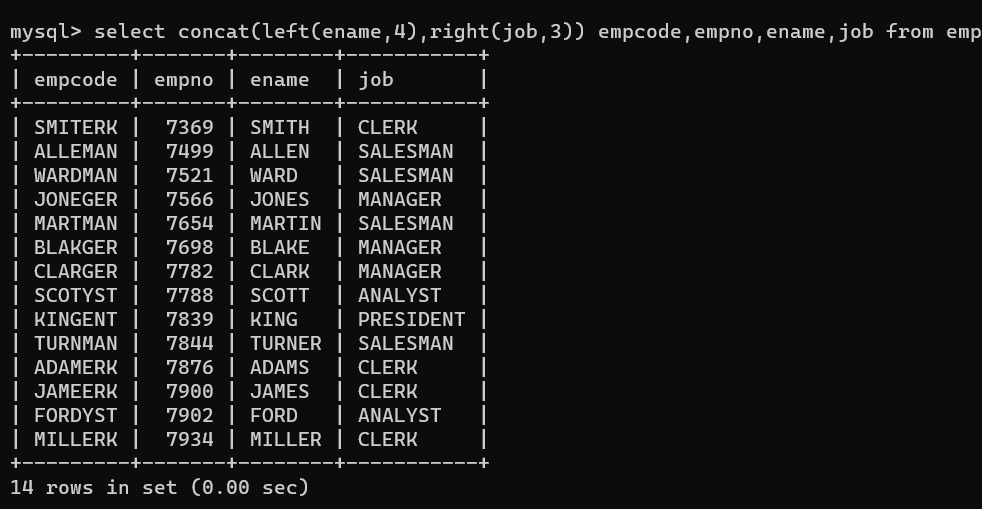 mysql> select concat(left(ename,4),right(job,3)) empcode,empno,ename,job from emp
+---------+-------+--------+-----------+
| empcode | empno | ename  | job       |
+---------+-------+--------+-----------+
| SMITERK |  7369 | SMITH  | CLERK     |
| ALLEMAN |  7499 | ALLEN  | SALESMAN  |
| WARDMAN |  7521 | WARD   | SALESMAN  |
| JONEGER |  7566 | JONES  | MANAGER   |
| MARTMAN |  7654 | MARTIN | SALESMAN  |
| BLAKGER |  7698 | BLAKE  | MANAGER   |
| CLARGER |  7782 | CLARK  | MANAGER   |
| SCOTYST |  7788 | SCOTT  | ANALYST   |
| KINGENT |  7839 | KING   | PRESIDENT |
| TURNMAN |  7844 | TURNER | SALESMAN  |
| ADAMERK |  7876 | ADAMS  | CLERK     |
| JAMEERK |  7900 | JAMES  | CLERK     |
| FORDYST |  7902 | FORD   | ANALYST   |
| MILLERK |  7934 | MILLER | CLERK     |
+---------+-------+--------+-----------+
14 rows in set (0.00 sec)